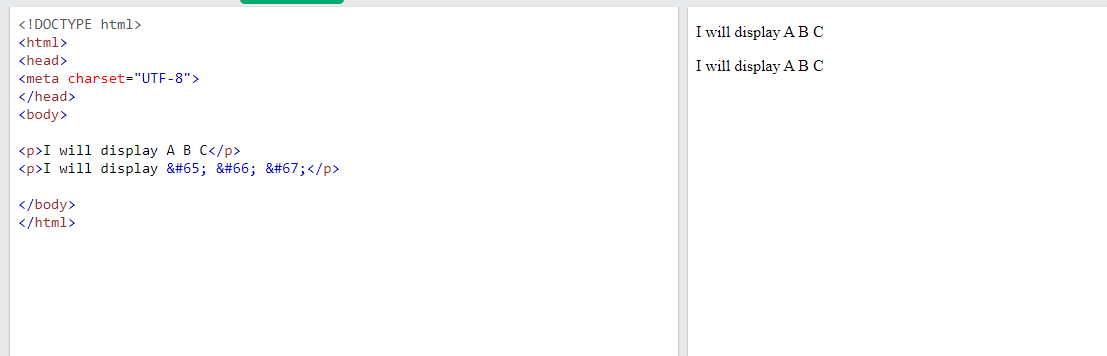 <!DOCTYPE html>
<html>
<head>
<meta charset="UTF-8">
</head>
<body>
<p>I will display A B C</p>
<p>I will display &#65; &#66; &#67;</p>
</body>
</html>
I will display A B C
I will display A B C